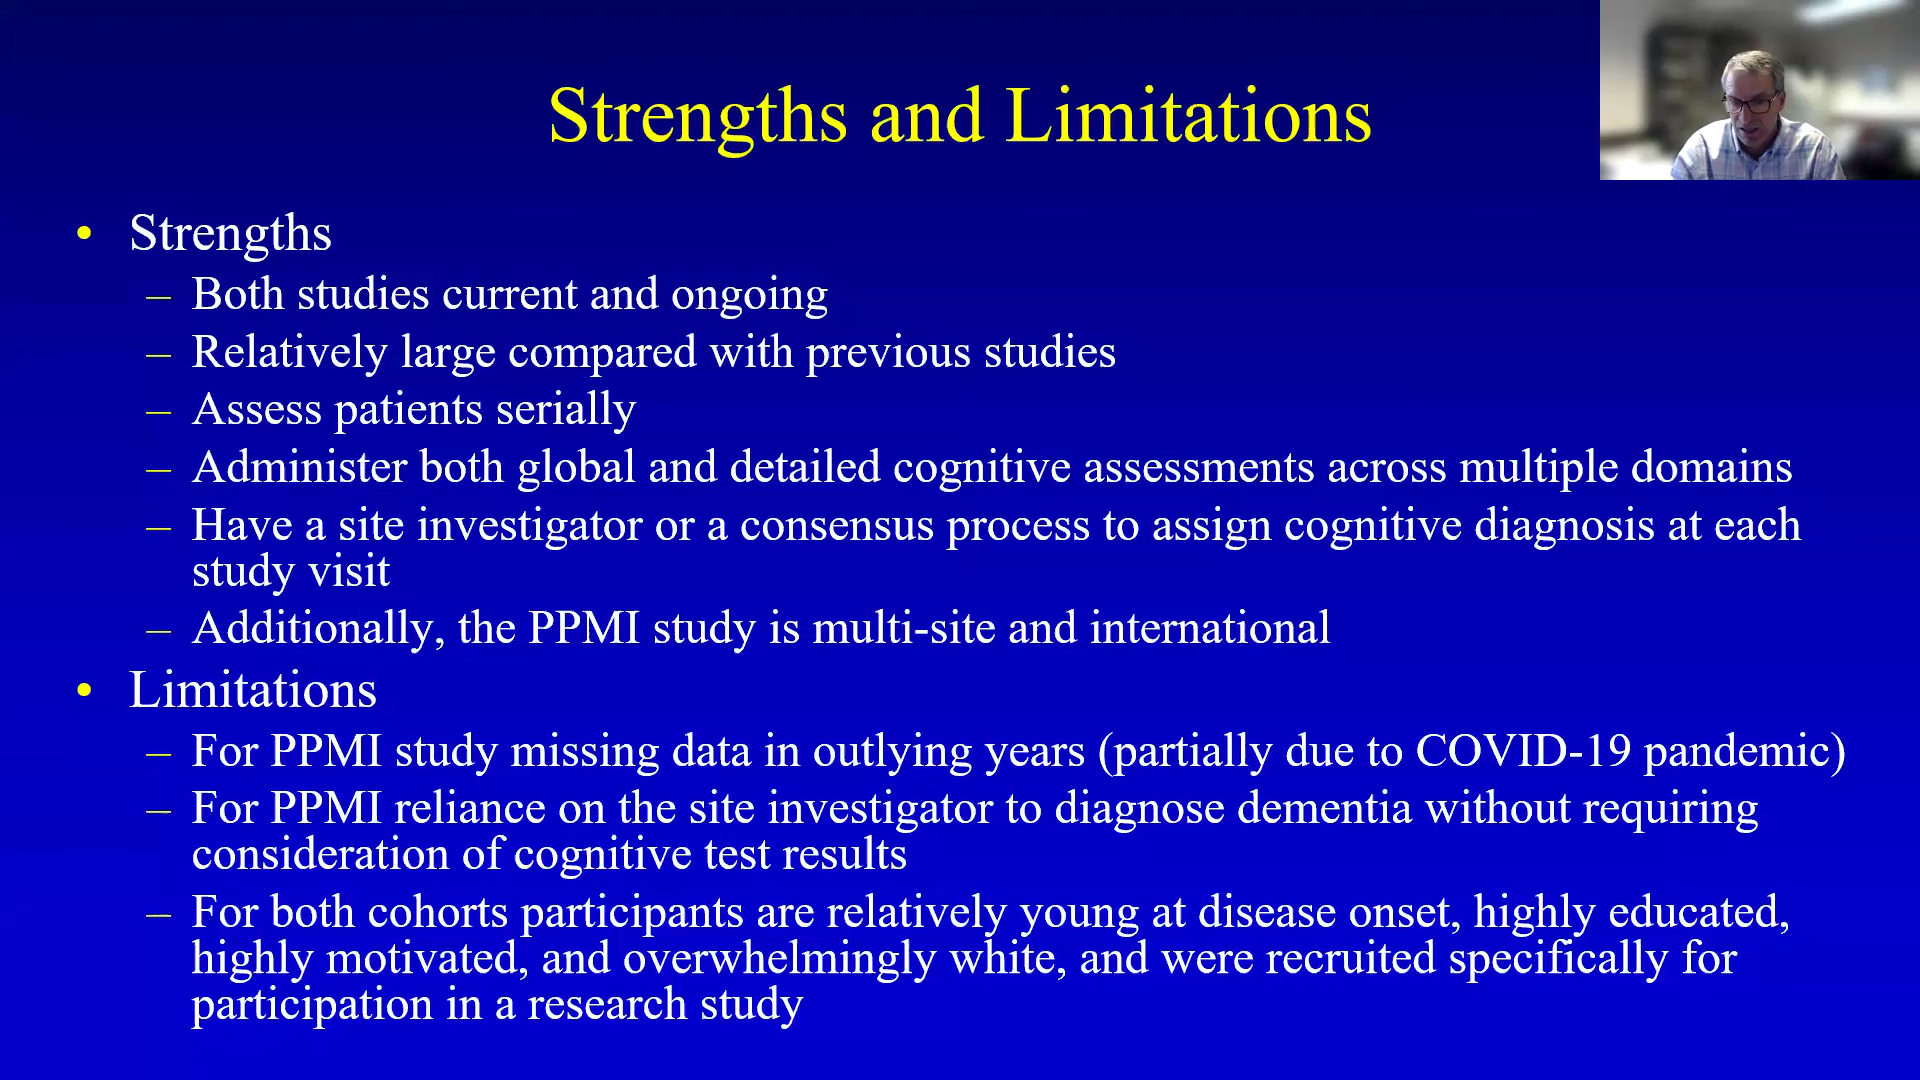 Strengths and Limitations
• Strengths
– Both studies current and ongoing
– Relatively large compared with previous studies
– Assess patients serially
– Administer both global and detailed cognitive assessments across multiple domains
– Have a site investigator or a consensus process to assign cognitive diagnosis at each
study visit
– Additionally, the PPMI study is multi-site and international
• Limitations
– For PPMI study missing data in outlying years (partially due to COVID-19 pandemic)
– For PPMI reliance on the site investigator to diagnose dementia without requiring
consideration of cognitive test results
– For both cohorts participants are relatively young at disease onset, highly educated,
highly motivated, and overwhelmingly white, and were recruited specifically for
participation in a research study